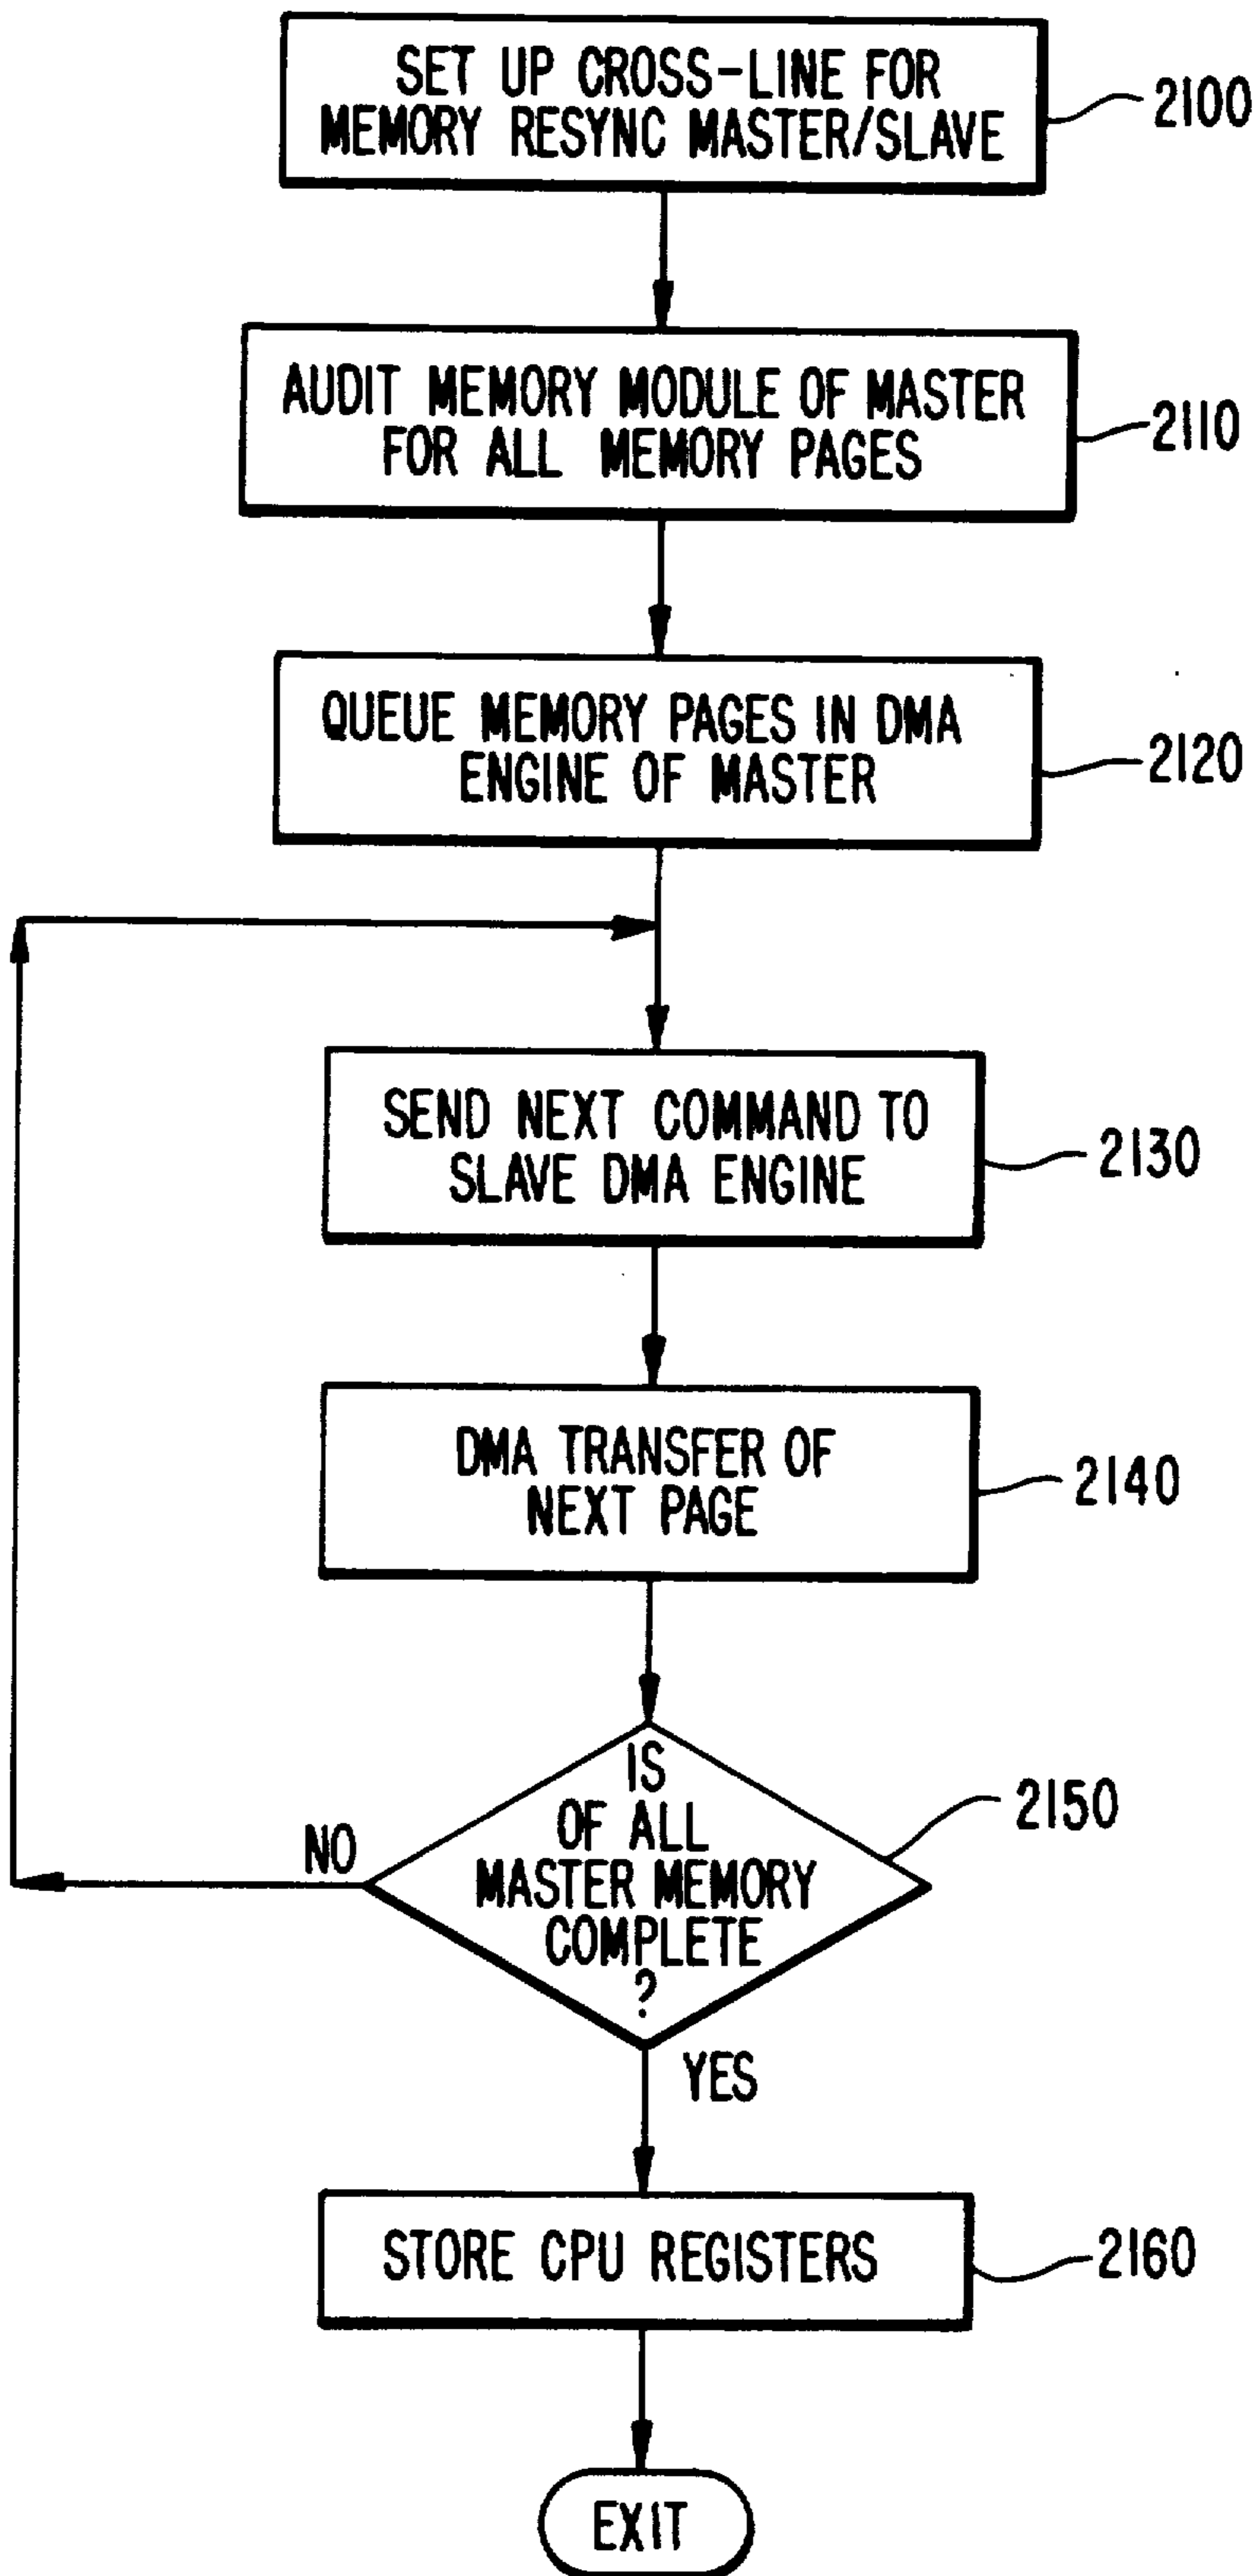 SET UP CROSS-LINE FOR
MEMORY RESYNC MASTER/SLAVE
2100
AUDIT MEMORY MODULE OF MASTER
FOR ALL MEMORY PAGES
2110
QUEUE MEMORY PAGES IN DMA
ENGINE OF MASTER
2120
SEND NEXT COMMAND TO
SLAVE DMA ENGINE
2130
DMA TRANSFER OF
NEXT PAGE
2140
IS
OF ALL
MASTER MEMORY
COMPLETE
?
2150
NO
YES
STORE CPU REGISTERS
2160
EXIT